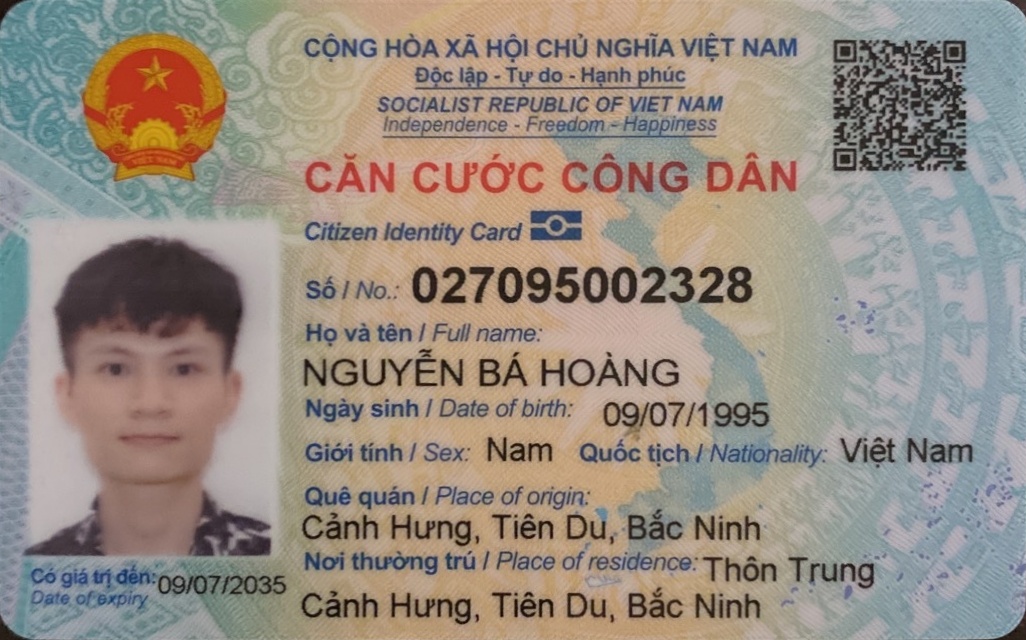 CỘNG HÒA XÃ HỘI CHỦ NGHĨA VIỆT NAM
Độc lập - Tự do - Hạnh phúc
SOCIALIST REPUBLIC OF VIET NAM
Independence - Freedom - Happiness
CĂN CƯỚC CÔNG DÂN
Citizen Identity Card
Số / No.: 027095002328
Họ và tên / Full name:
NGUYỄN BÁ HOÀNG
Ngày sinh / Date of birth: 09/07/1995
Giới tính / Sex: Nam Quốc tịch / Nationality: Việt Nam
Quê quán / Place of origin:
Cảnh Hưng, Tiên Du, Bắc Ninh
Nơi thường trú / Place of residence: Thôn Trung
Cảnh Hưng, Tiên Du, Bắc Ninh
Có giá trị đến: 09/07/2035
Date of expiry